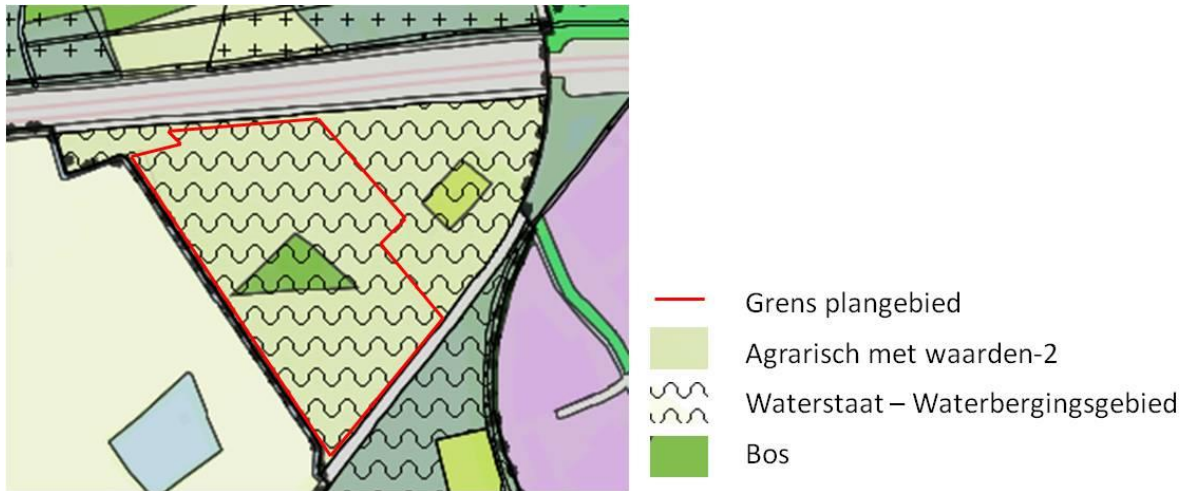 Grens plangebied
Agrarisch met waarden-2
Waterstaat – Waterbergingsgebied
Bos